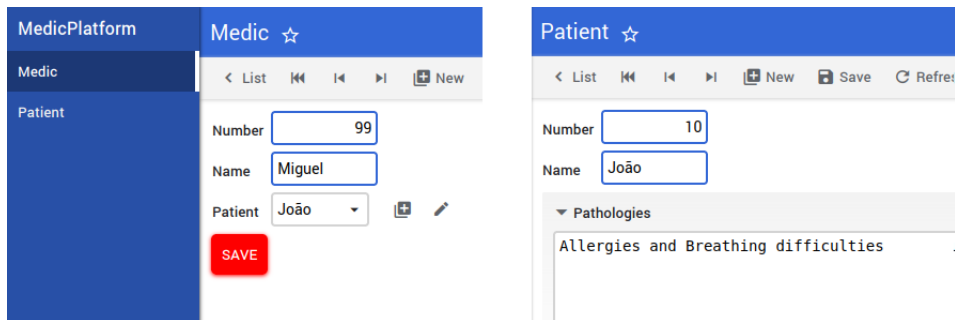 MedicPlatform
Medic
Patient
Medic
List New
Number 99
Name Miguel
Patient João
SAVE
Patient
List New Save Refres
Number 10
Name João
Pathologies
Allergies and Breathing difficulties